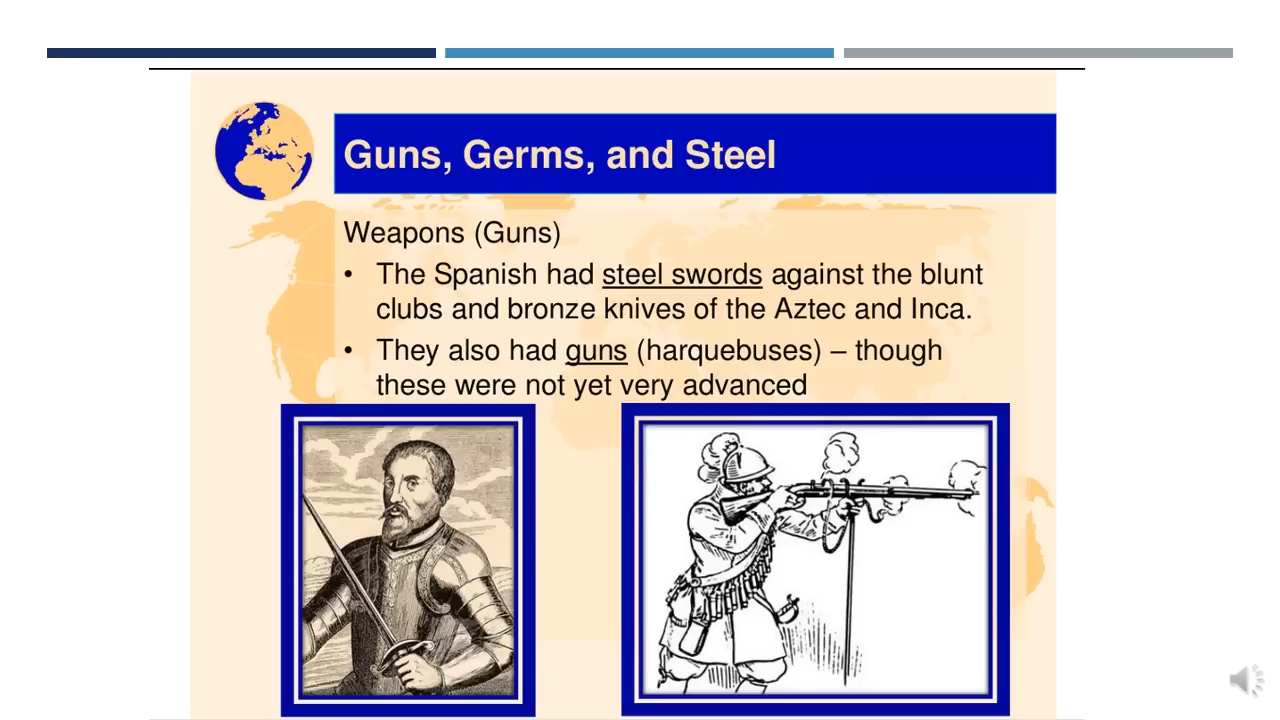 Guns, Germs, and Steel
Weapons (Guns)
• The Spanish had steel swords against the blunt
clubs and bronze knives of the Aztec and Inca.
• They also had guns (harquebuses) – though
these were not yet very advanced